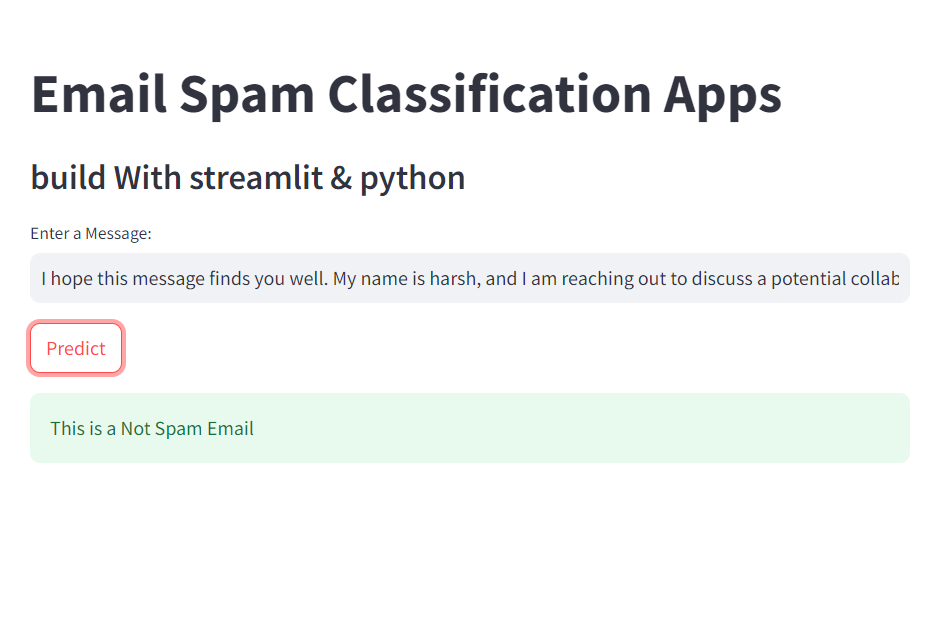 Email Spam Classification Apps
build With streamlit & python
Enter a Message:
I hope this message finds you well. My name is harsh, and I am reaching out to discuss a potential collab
Predict
This is a Not Spam Email